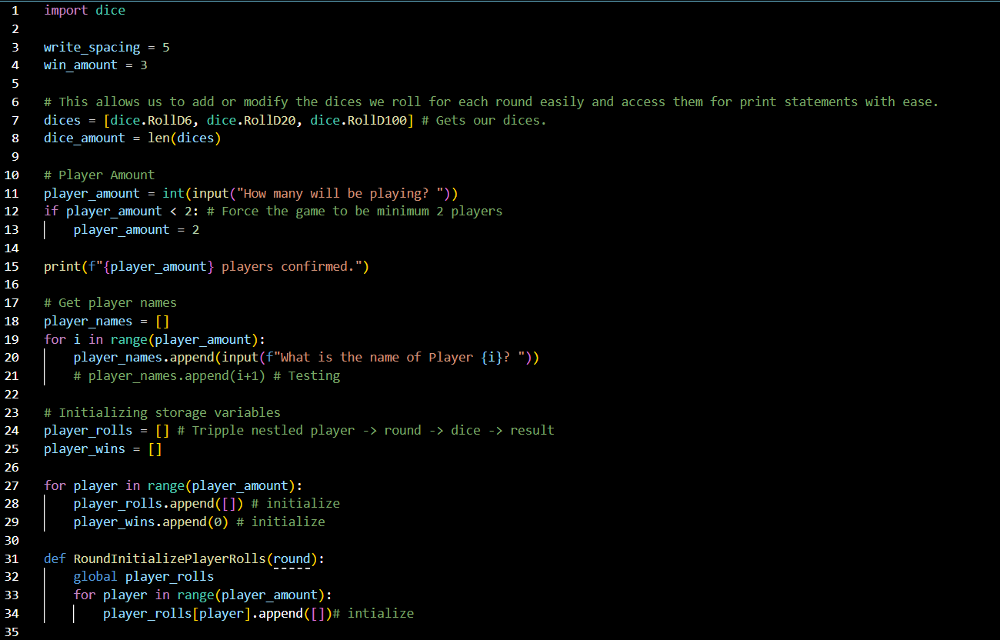 1 import dice
2
3 write_spacing = 5
4 win_amount = 3
5
6 # This allows us to add or modify the dices we roll for each round easily and access them for print statements with ease.
7 dices = [dice.RollD6, dice.RollD20, dice.RollD100] # Gets our dices.
8 dice_amount = len(dices)
9
10 # Player Amount
11 player_amount = int(input("How many will be playing? "))
12 if player_amount < 2: # Force the game to be minimum 2 players
13     player_amount = 2
14
15 print(f"{player_amount} players confirmed.")
16
17 # Get player names
18 player_names = []
19 for i in range(player_amount):
20     player_names.append(input(f"What is the name of Player {i}? "))
21     # player_names.append(i+1) # Testing
22
23 # Initializing storage variables
24 player_rolls = [] # Tripple nestled player -> round -> dice -> result
25 player_wins = []
26
27 for player in range(player_amount):
28     player_rolls.append([]) # initialize
29     player_wins.append(0) # initialize
30
31 def RoundInitializePlayerRolls(round):
32     global player_rolls
33     for player in range(player_amount):
34         player_rolls[player].append([])# intialize
35